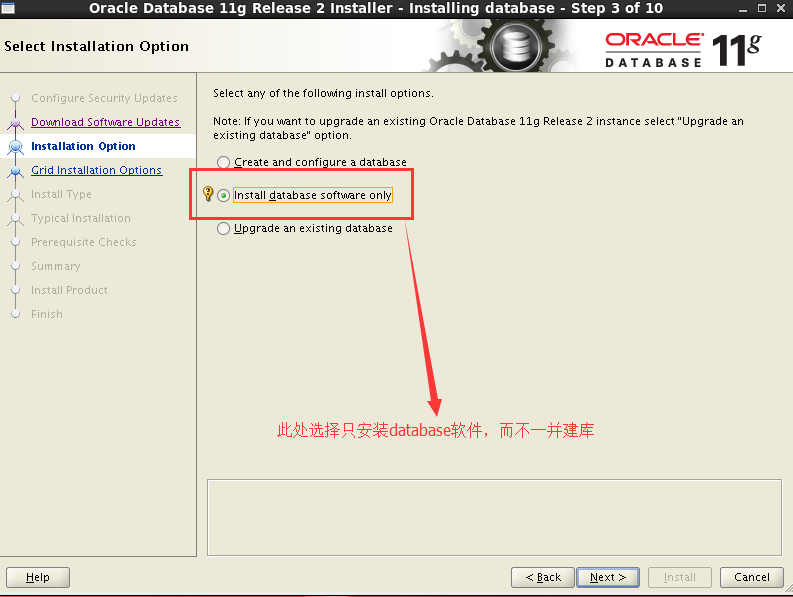 Oracle Database 11g Release 2 Installer - Installing database - Step 3 of 10
Select Installation Option
ORACLE 11g
DATABASE
Configure Security Updates
Download Software Updates
Installation Option
Grid Installation Options
Install Type
Typical Installation
Prerequisite Checks
Summary
Install Product
Finish
Select any of the following install options.
Note: If you want to upgrade an existing Oracle Database 11g Release 2 instance select "Upgrade an
existing database" option.
Create and configure a database
Install database software only
Upgrade an existing database
此处选择只安装database软件，而不一并建库
Help
< Back
Next >
Install
Cancel